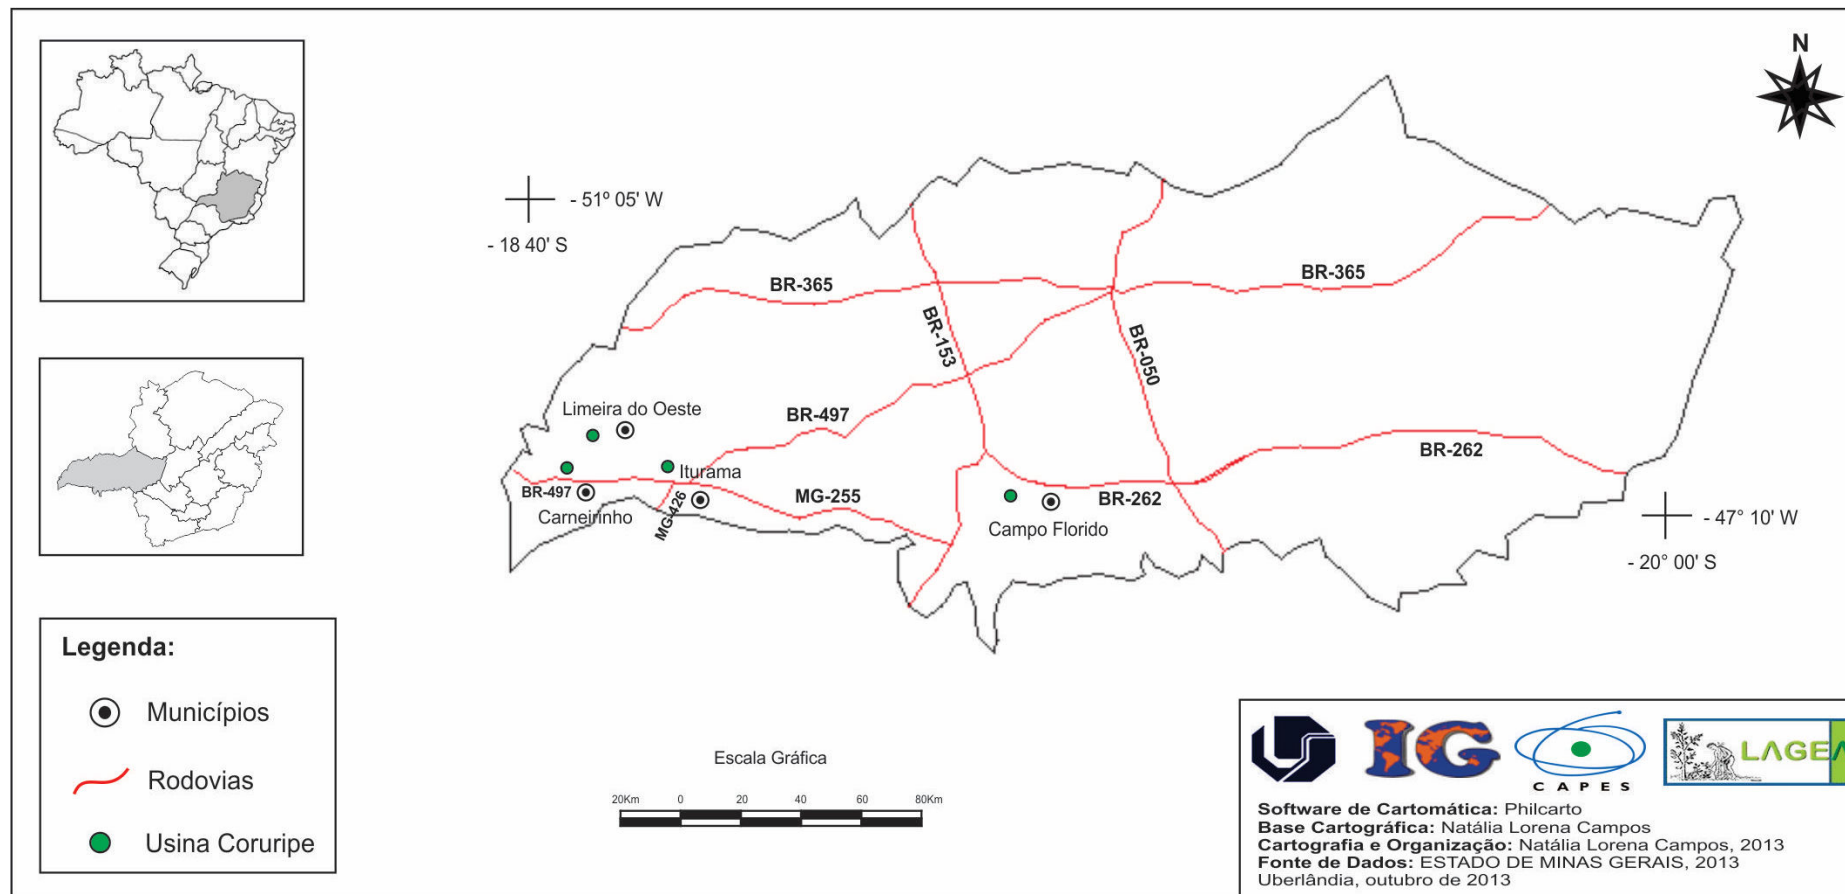 N
- 51º 05' W
- 18 40' S
BR-365
BR-365
BR-153
BR-050
Limeira do Oeste
BR-497
BR-262
Iturama
BR-497
MG-426
MG-255
BR-262
Carneirinho
Campo Florido
- 47° 10' W
- 20° 00' S
Legenda:
Municípios
Rodovias
Usina Coruripe
Escala Gráfica
20Km 0 20 40 60 80Km
IG
CAPES
LAGEA
Software de Cartomática: Philcarto
Base Cartográfica: Natália Lorena Campos
Cartografia e Organização: Natália Lorena Campos, 2013
Fonte de Dados: ESTADO DE MINAS GERAIS, 2013
Uberlândia, outubro de 2013